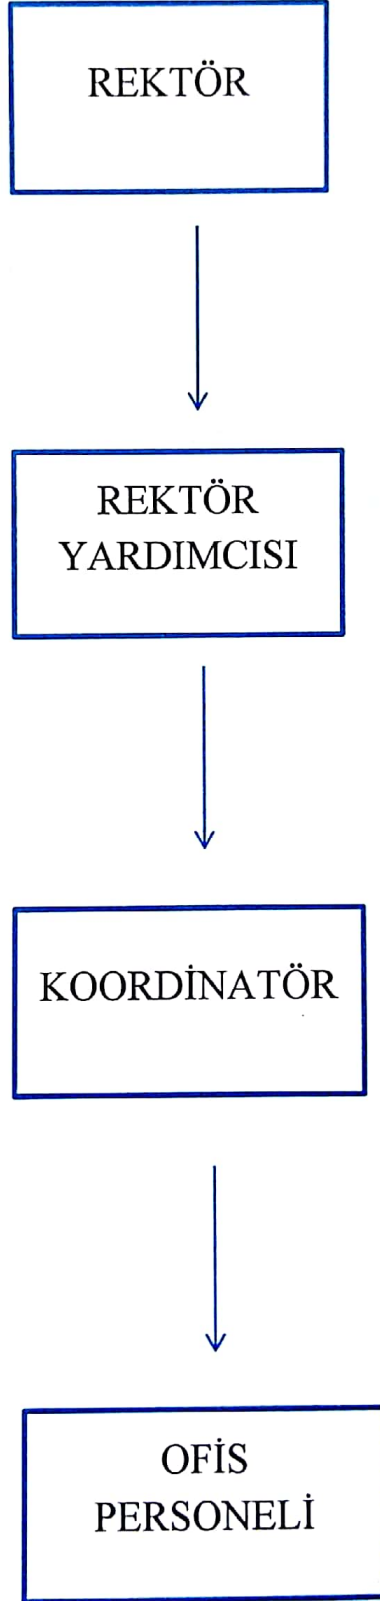 REKTÖR
REKTÖR
YARDIMCISI
KOORDİNATÖR
OFİS
PERSONELİ